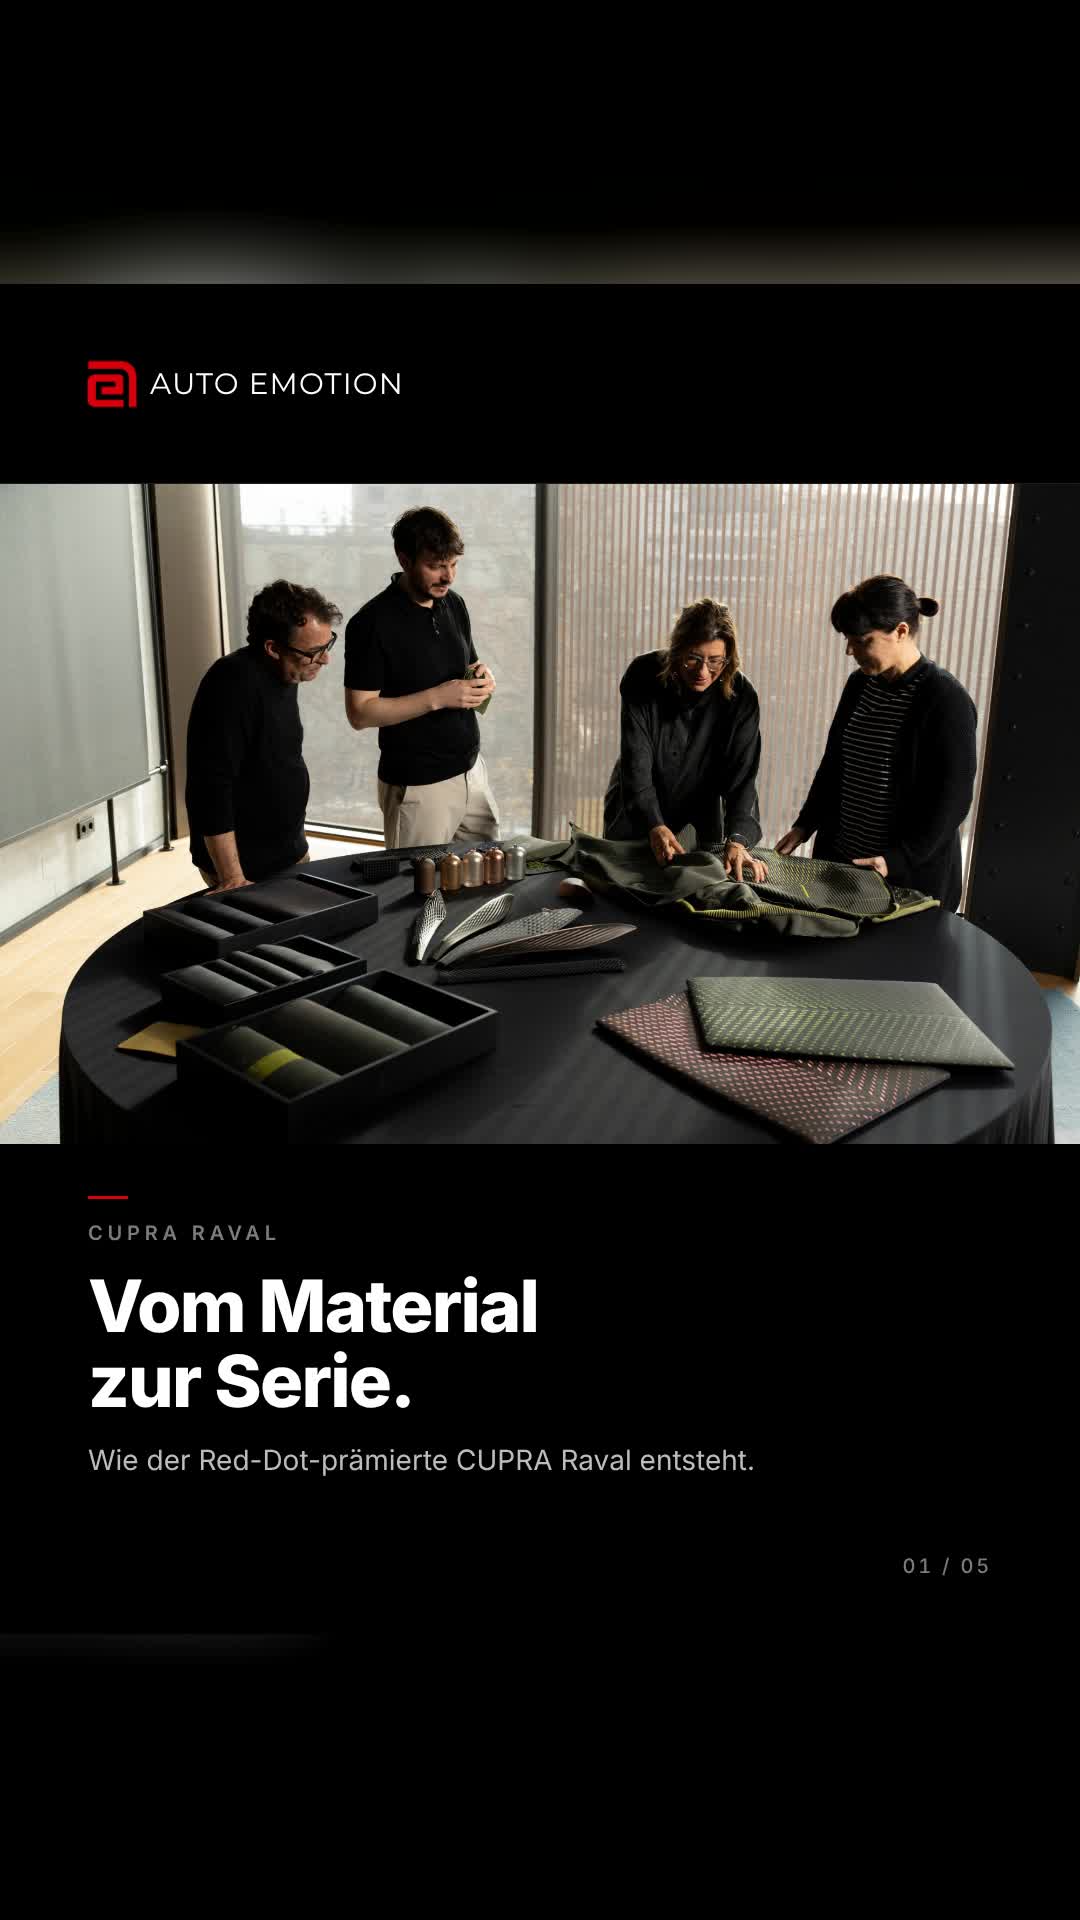 AUTO EMOTION
CUPRA RAVAL
Vom Material
zur Serie.
Wie der Red-Dot-prämierte CUPRA Raval entsteht.
01 / 05